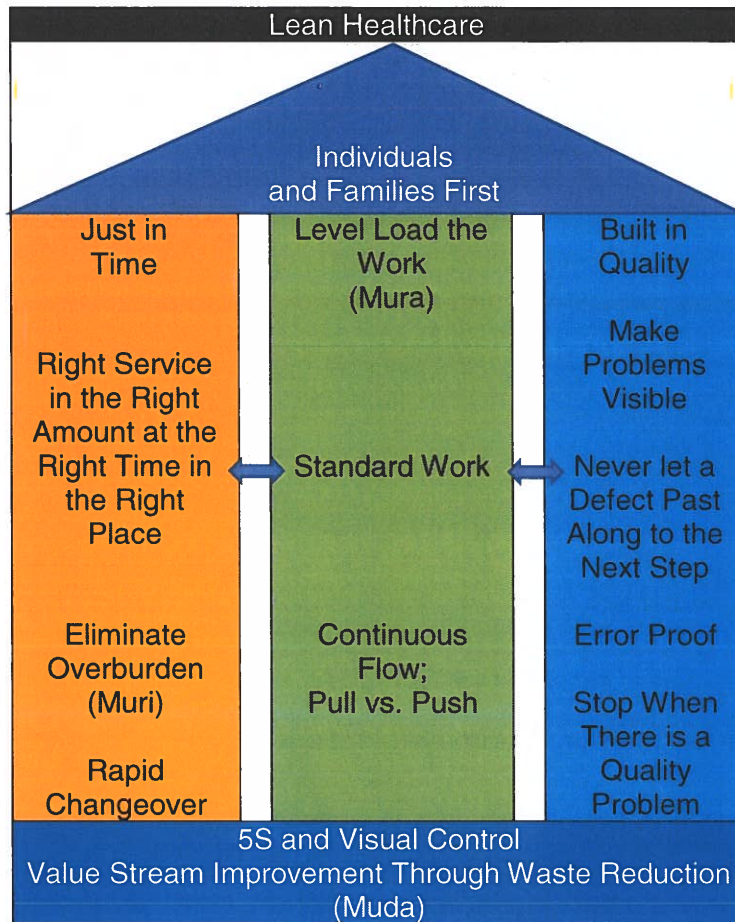 Lean Healthcare
Individuals
and Families First
Just in
Time
Right Service
in the Right
Amount at the
Right Time in
the Right
Place
Eliminate
Overburden
(Muri)
Rapid
Changeover
Level Load the
Work
(Mura)
Standard Work
Continuous
Flow;
Pull vs. Push
Built in
Quality
Make
Problems
Visible
Never let a
Defect Past
Along to the
Next Step
Error Proof
Stop When
There is a
Quality
Problem
5S and Visual Control
Value Stream Improvement Through Waste Reduction
(Muda)